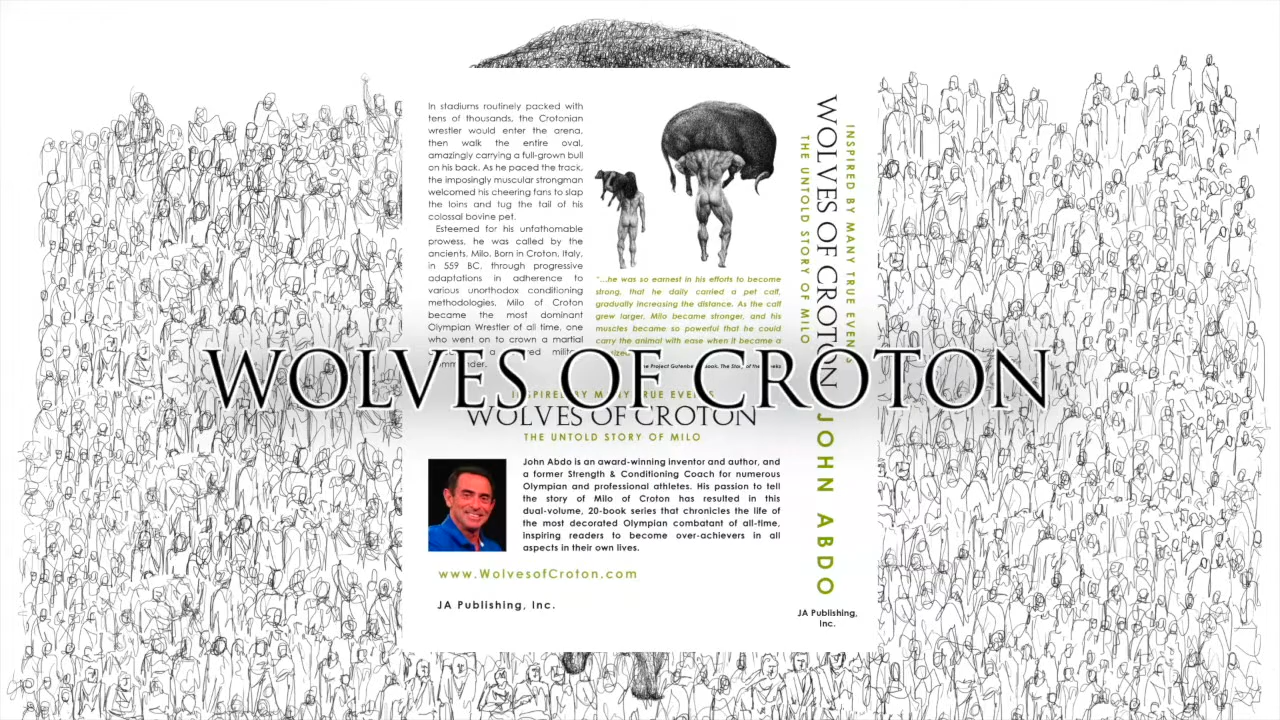 In stadiums routinely packed with
tens of thousands, the Crotonian
wrestler would enter the arena,
then walk the entire oval,
amazingly carrying a full-grown bull
on his back. As he paced the track,
the imposingly muscular strongman
welcomed his cheering fans to slap
the loins and tug the tail of his
colossal bovine pet.
Esteemed for his unfathomable
prowess, he was called by the
ancients, Milo. Born in Croton, Italy,
in 559 BC, through progressive
adaptations in adherence to
various unorthodox conditioning
methodologies, Milo of Croton
became the most dominant
Olympian Wrestler of all time, one
who went on to crown a martial
"...he was so earnest in his efforts to become
strong, that he daily carried a pet calf,
gradually increasing the distance. As the calf
grew larger, Milo became stronger, and his
muscles became so powerful that he could
carry the animal with ease when it became a
WOLVES OF CROTON
INSPIRED BY MANY TRUE EVENTS
WOLVES OF CROTON
THE UNTOLD STORY OF MILO
John Abdo is an award-winning inventor and author, and
a former Strength & Conditioning Coach for numerous
Olympian and professional athletes. His passion to tell
the story of Milo of Croton has resulted in this
dual-volume, 20-book series that chronicles the life of
the most decorated Olympian combatant of all-time,
inspiring readers to become over-achievers in all
aspects in their own lives.
www.WolvesofCroton.com
JA Publishing, Inc.
INSPIRED BY MANY TRUE EVENTS
WOLVES OF CROTON
THE UNTOLD STORY OF MILO
JOHN ABDO
JA Publishing,
Inc.